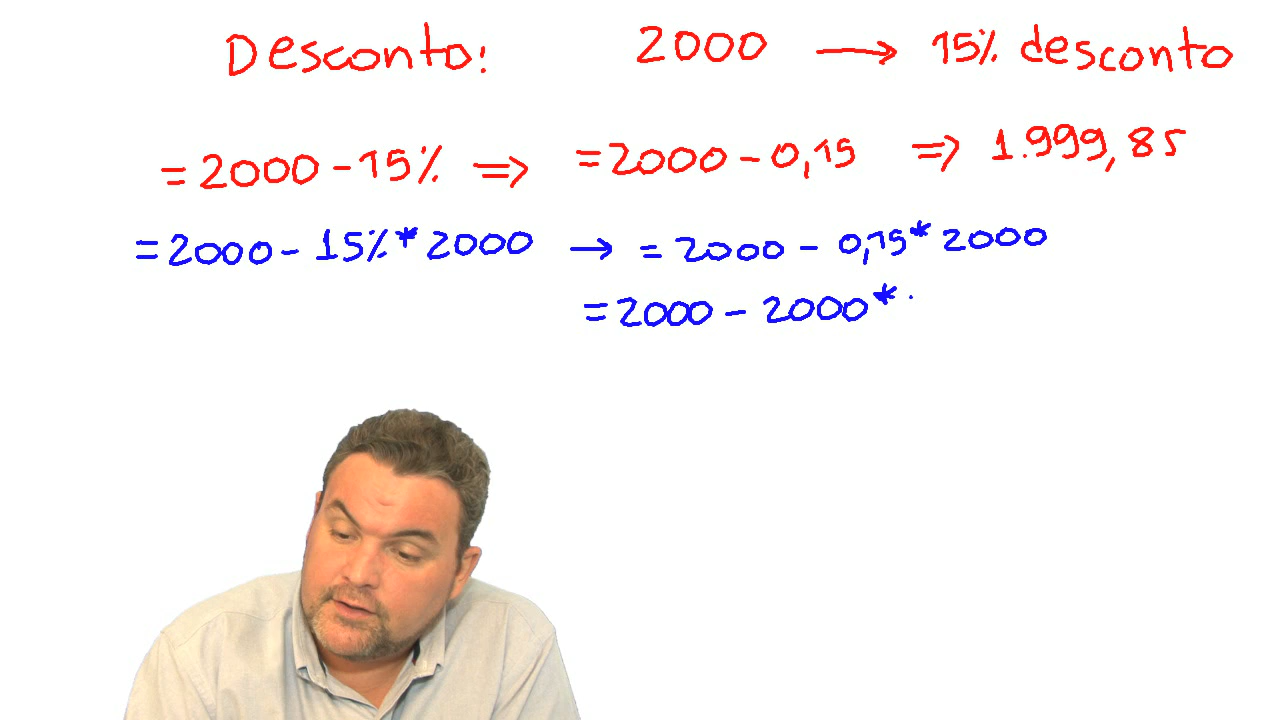 Desconto: 2000 → 15% desconto
=2000-15% ⇒ =2000-0,15 ⇒ 1.999,85
=2000-15%*2000 → =2000-0,15*2000
=2000-2000*